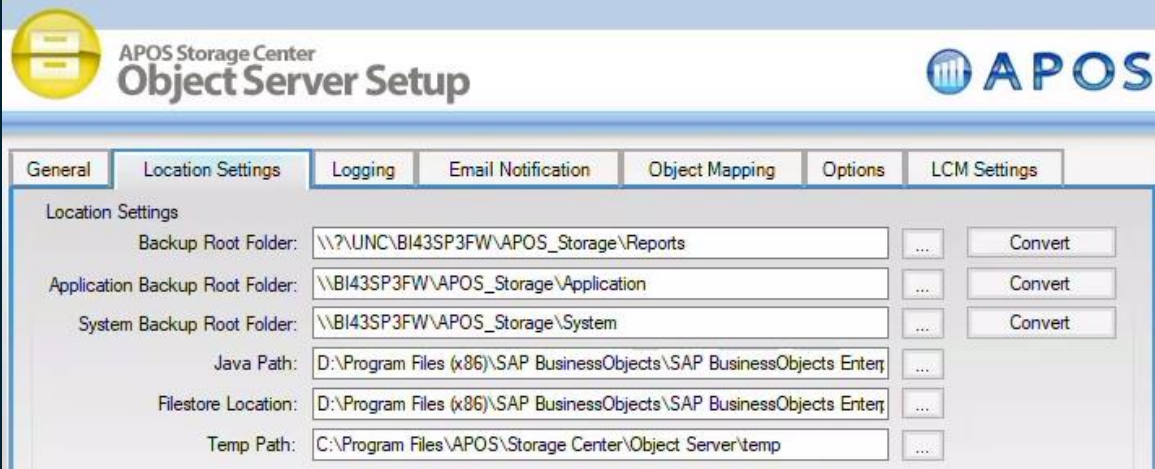 APOS Storage Center
Object Server Setup
APOS
General Location Settings Logging Email Notification Object Mapping Options LCM Settings
Location Settings
Backup Root Folder: \\?\UNC\BI43SP3FW\APOS_Storage\Reports ... Convert
Application Backup Root Folder: \\BI43SP3FW\APOS_Storage\Application ... Convert
System Backup Root Folder: \\BI43SP3FW\APOS_Storage\System ... Convert
Java Path: D:\Program Files (x86)\SAP BusinessObjects\SAP BusinessObjects Enterp ...
Filestore Location: D:\Program Files (x86)\SAP BusinessObjects\SAP BusinessObjects Enterp ...
Temp Path: C:\Program Files\APOS\Storage Center\Object Server\temp ...